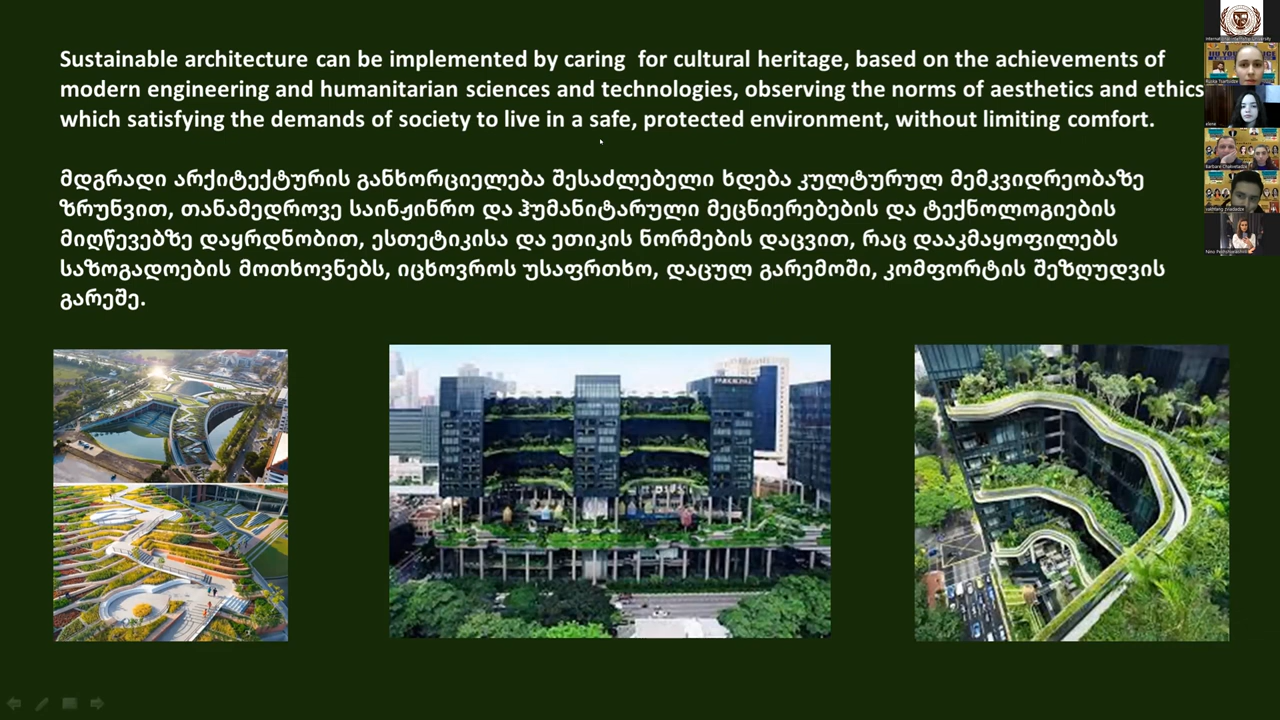 Sustainable architecture can be implemented by caring for cultural heritage, based on the achievements of
modern engineering and humanitarian sciences and technologies, observing the norms of aesthetics and ethics
which satisfying the demands of society to live in a safe, protected environment, without limiting comfort.
მდგრადი არქიტექტურის განხორციელება შესაძლებელი ხდება კულტურულ მემკვიდრეობაზე
ზრუნვით, თანამედროვე საინჟინრო და ჰუმანიტარული მეცნიერებების და ტექნოლოგიების
მიღწევებზე დაყრდნობით, ესთეტიკისა და ეთიკის ნორმების დაცვით, რაც დააკმაყოფილებს
საზოგადოების მოთხოვნებს, იცხოვროს უსაფრთხო, დაცულ გარემოში, კომფორტის შეზღუდვის
გარეშე.
PARKROYAL
elene